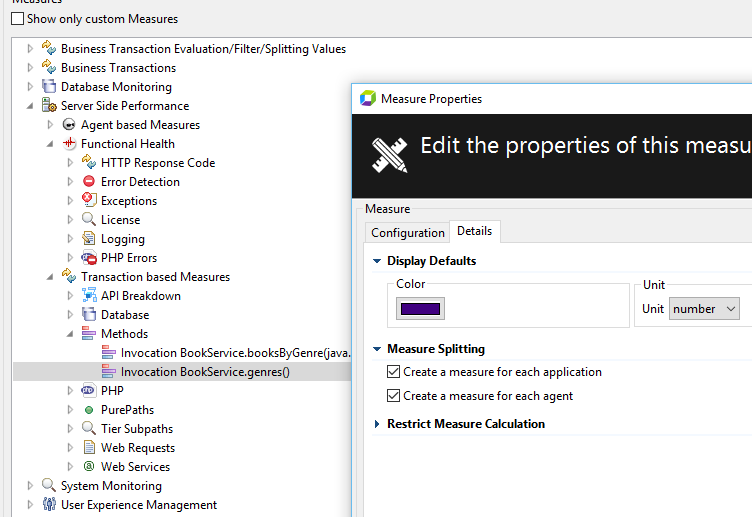 Measures
Show only custom Measures
Business Transaction Evaluation/Filter/Splitting Values
Business Transactions
Database Monitoring
Server Side Performance
Agent based Measures
Functional Health
HTTP Response Code
Error Detection
Exceptions
License
Logging
PHP Errors
Transaction based Measures
API Breakdown
Database
Methods
Invocation BookService.booksByGenre(java.
Invocation BookService.genres()
PHP
php
PurePaths
Tier Subpaths
Web Requests
Web Services
System Monitoring
User Experience Management
Measure Properties
Edit the properties of this measu
Measure
Configuration
Details
Display Defaults
Color
Unit
Unit number
Measure Splitting
Create a measure for each application
Create a measure for each agent
Restrict Measure Calculation